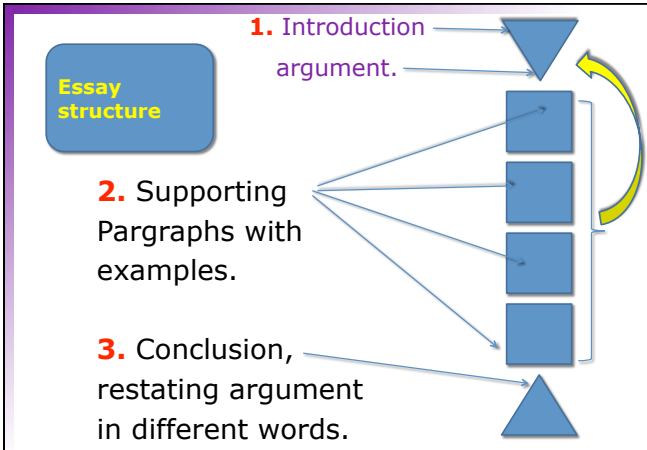 1. Introduction
argument.
Essay
structure
2. Supporting
Pargraphs with
examples.
3. Conclusion,
restating argument
in different words.